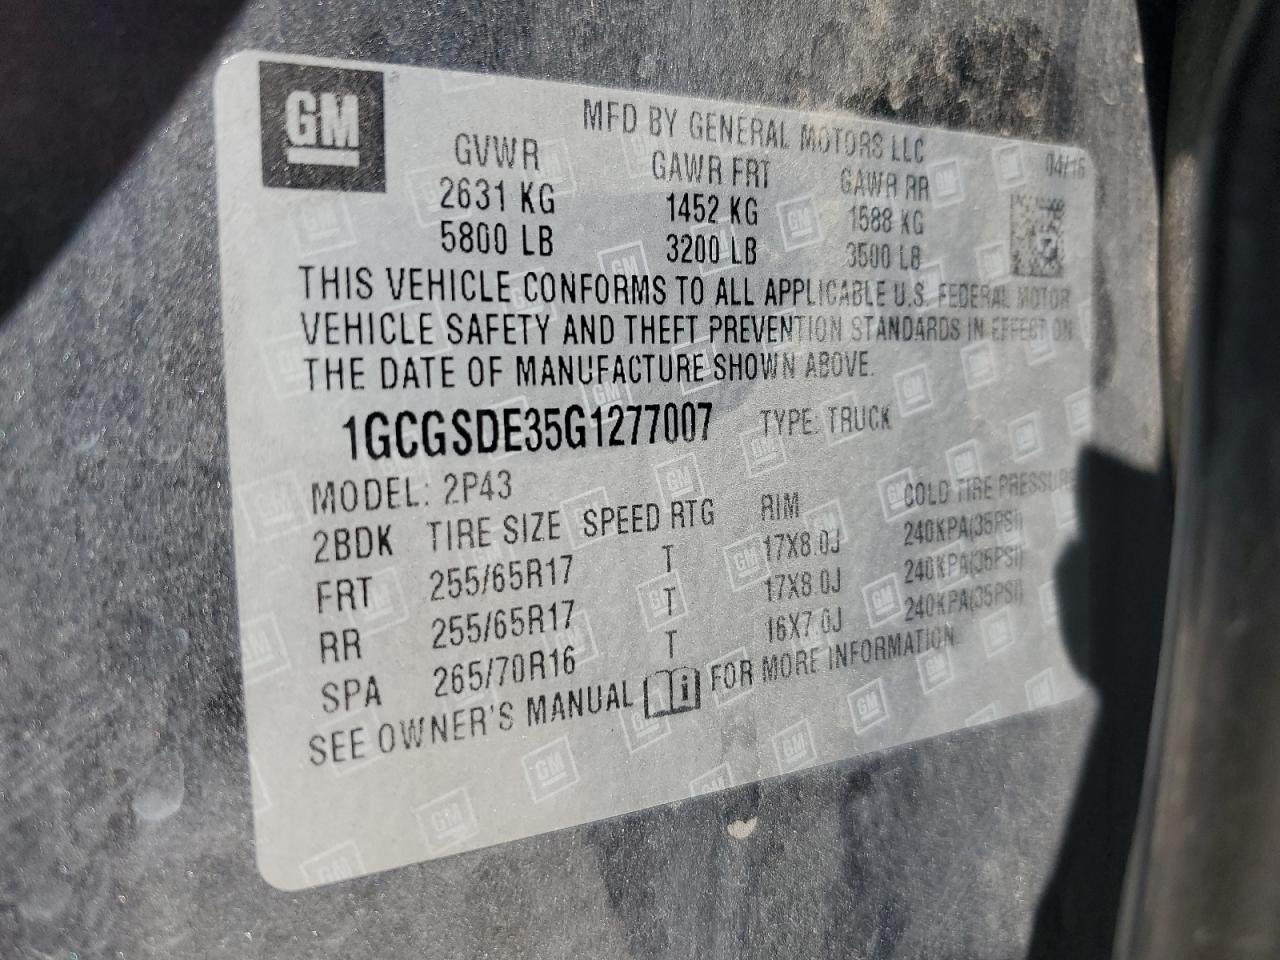 GM
MFD BY GENERAL MOTORS LLC
04/16
GVWR GAWR FRT GAWR RR
2631 KG 1452 KG 1588 KG
5800 LB 3200 LB 3500 LB
THIS VEHICLE CONFORMS TO ALL APPLICABLE U.S. FEDERAL MOTOR
VEHICLE SAFETY AND THEFT PREVENTION STANDARDS IN EFFECT ON
THE DATE OF MANUFACTURE SHOWN ABOVE.
1GCGSDE35G1277007 TYPE: TRUCK
MODEL: 2P43
2BDK TIRE SIZE SPEED RTG RIM COLD TIRE PRESSURE
FRT 255/65R17 T 17X8.0J 240KPA(35PSI)
RR 255/65R17 T 17X8.0J 240KPA(35PSI)
SPA 265/70R16 T 16X7.0J 240KPA(35PSI)
SEE OWNER'S MANUAL i FOR MORE INFORMATION